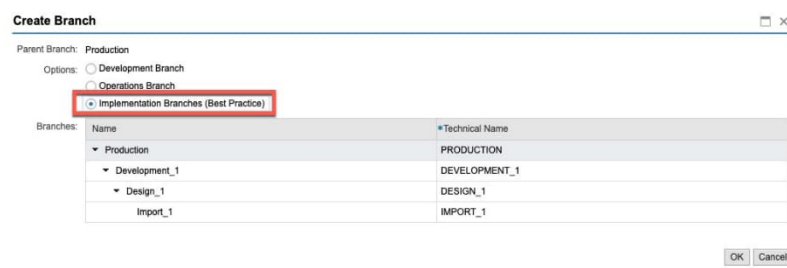 Create Branch
Parent Branch: Production
Options: Development Branch
Operations Branch
Implementation Branches (Best Practice)
Branches: Name *Technical Name
Production PRODUCTION
Development_1 DEVELOPMENT_1
Design_1 DESIGN_1
Import_1 IMPORT_1
OK Cancel